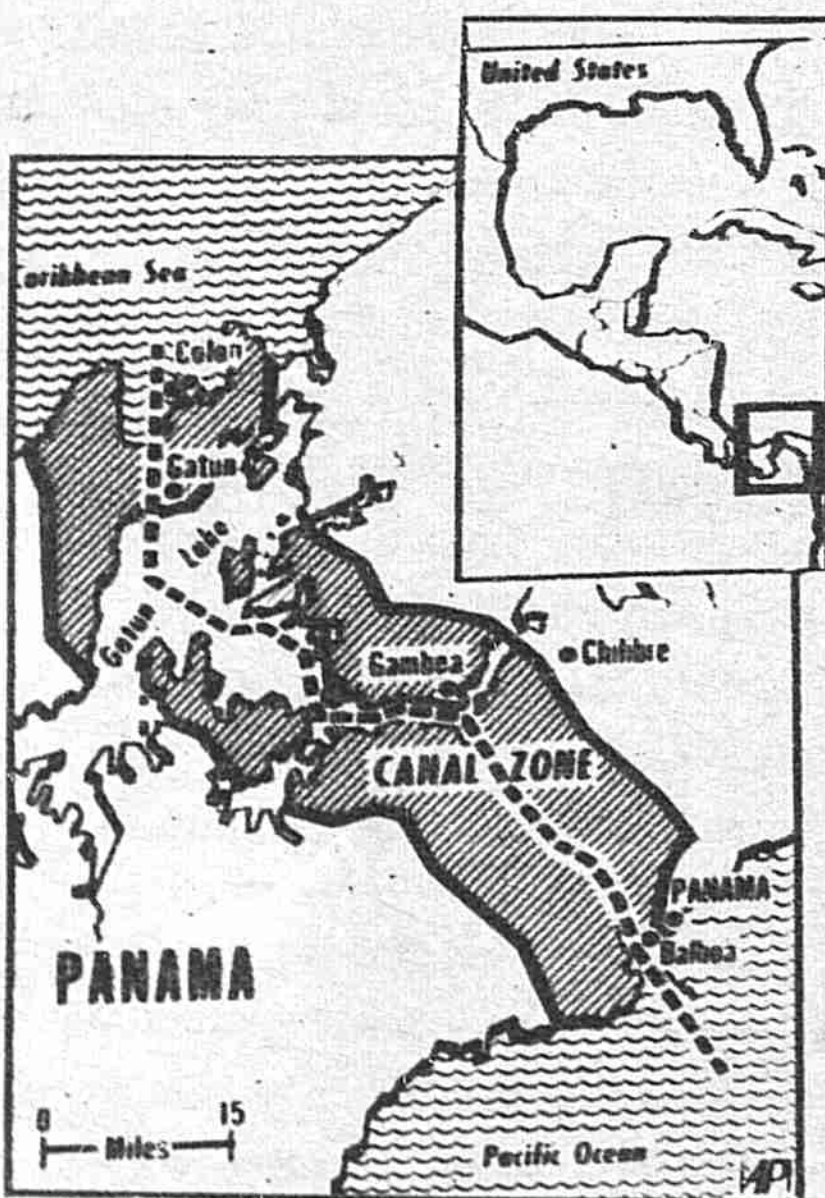 United States
Caribbean Sea
Colon
Gatun
Lake
Gatun
Gamboa
Chilibre
CANAL ZONE
PANAMA
Balboa
PANAMA
0 15
Miles
Pacific Ocean
AP